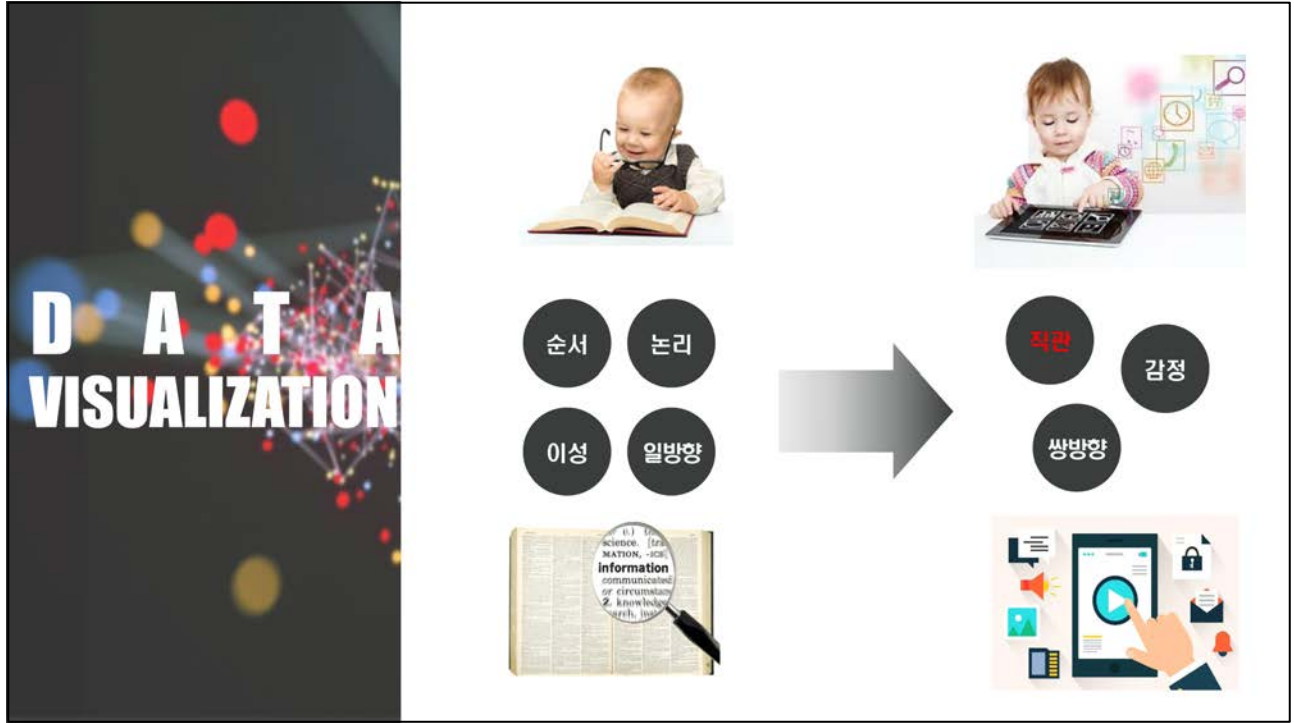 D A T A
VISUALIZATION
순서 논리
이성 일방향
직관
감정
쌍방향
science.
MATION, -ICS
information
communicated
or circumstan
2. knowledge